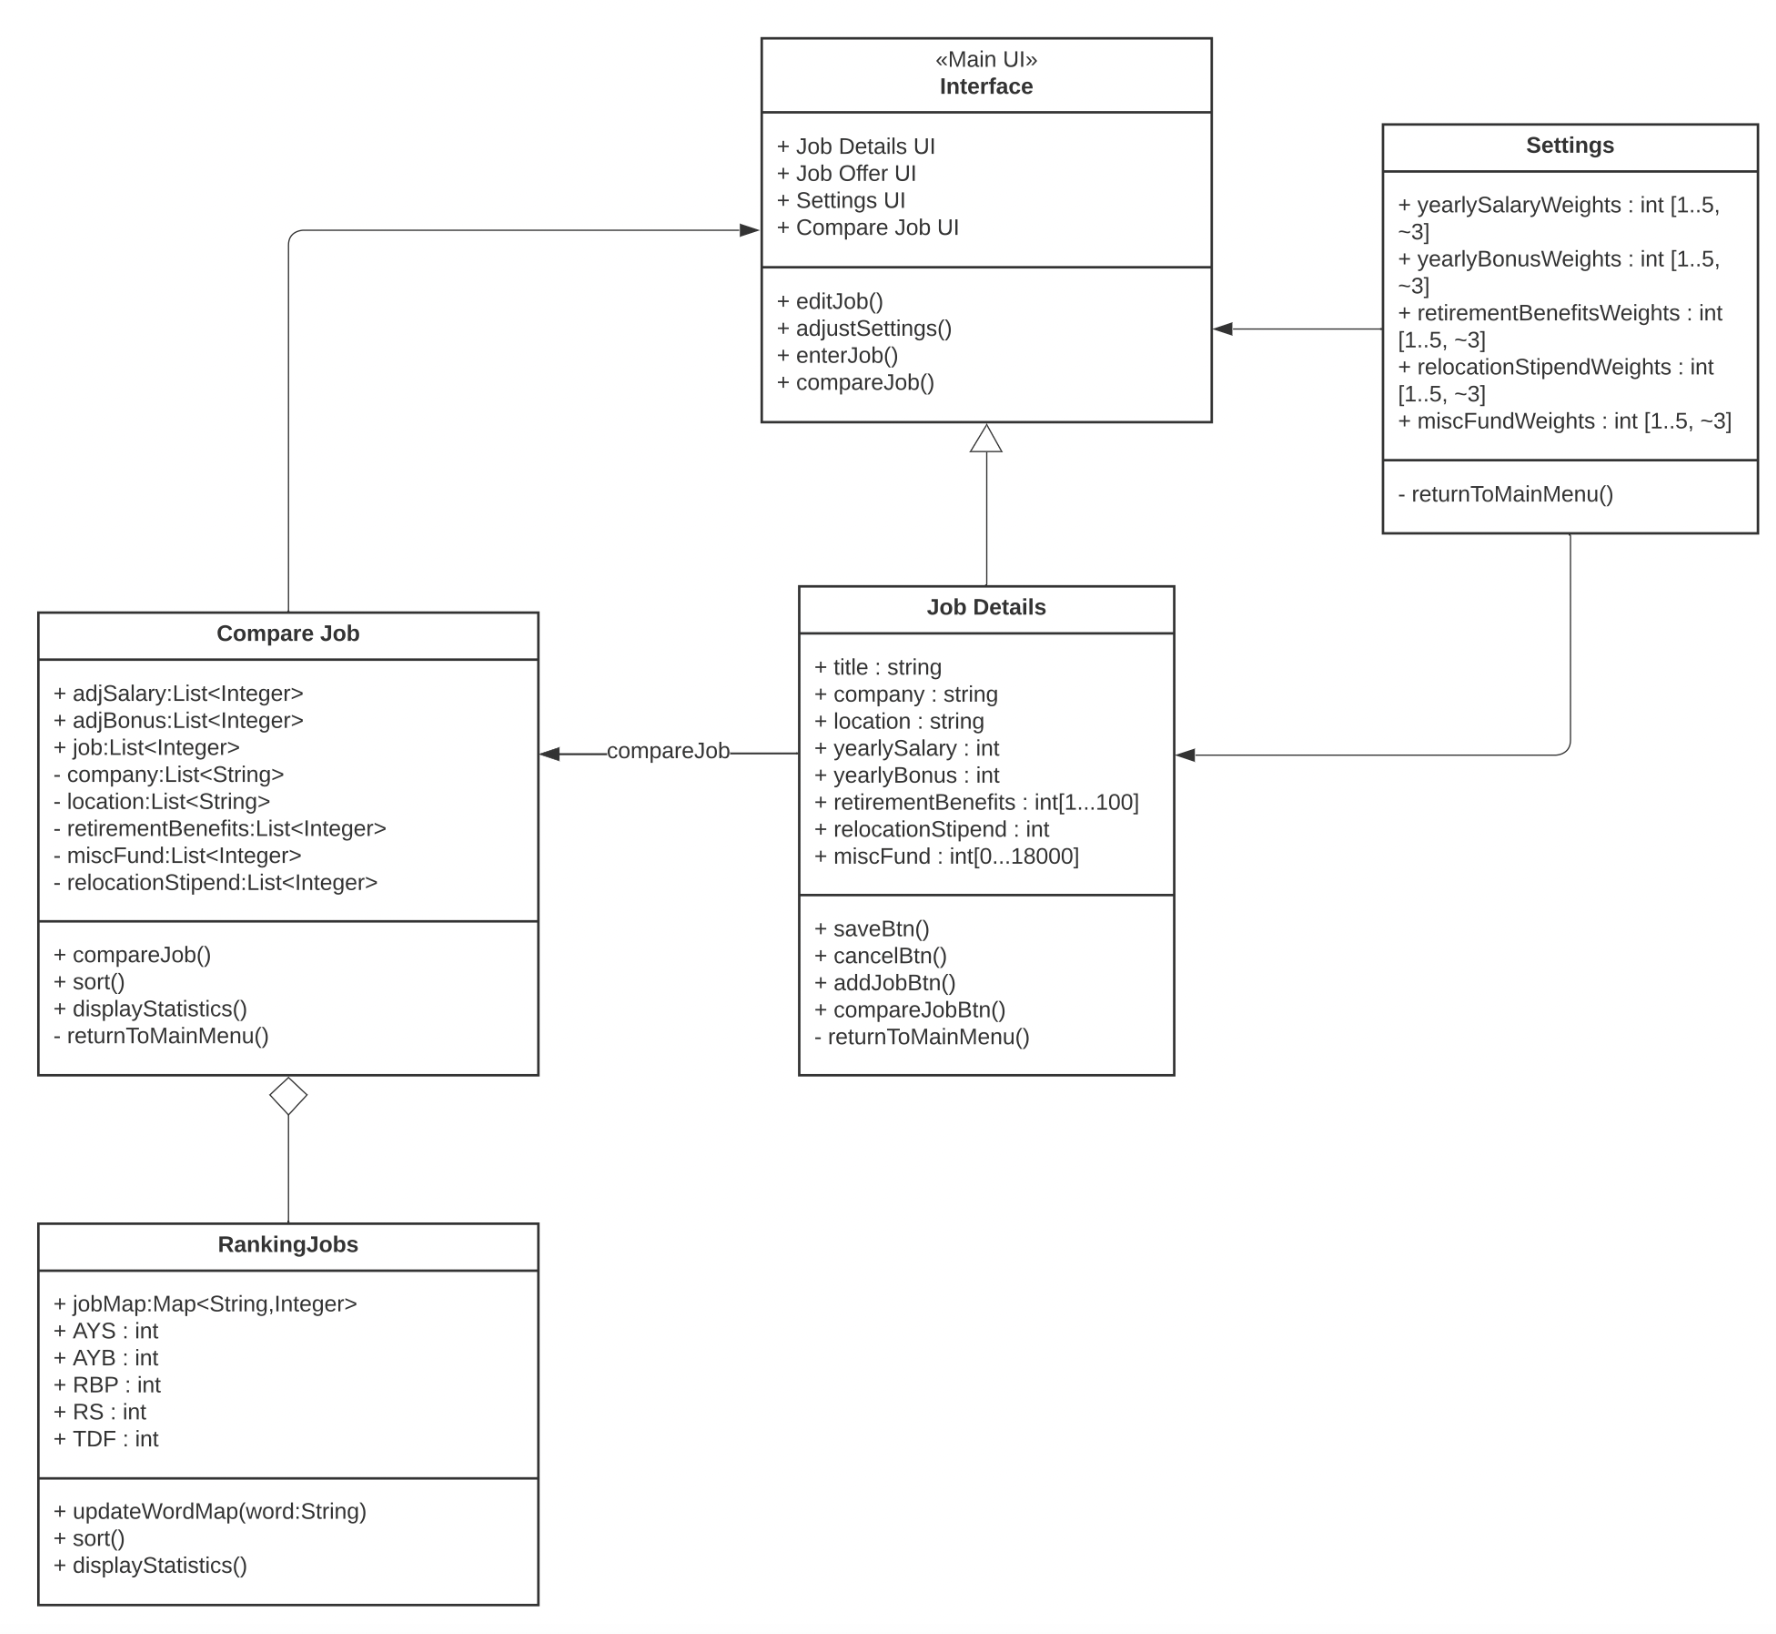 «Main UI»
Interface
+ Job Details UI
+ Job Offer UI
+ Settings UI
+ Compare Job UI
+ editJob()
+ adjustSettings()
+ enterJob()
+ compareJob()
Settings
+ yearlySalaryWeights : int [1..5,
~3]
+ yearlyBonusWeights : int [1..5,
~3]
+ retirementBenefitsWeights : int
[1..5, ~3]
+ relocationStipendWeights : int
[1..5, ~3]
+ miscFundWeights : int [1..5, ~3]
- returnToMainMenu()
Compare Job
+ adjSalary:List<Integer>
+ adjBonus:List<Integer>
+ job:List<Integer>
- company:List<String>
- location:List<String>
- retirementBenefits:List<Integer>
- miscFund:List<Integer>
- relocationStipend:List<Integer>
+ compareJob()
+ sort()
+ displayStatistics()
- returnToMainMenu()
compareJob
Job Details
+ title : string
+ company : string
+ location : string
+ yearlySalary : int
+ yearlyBonus : int
+ retirementBenefits : int[1...100]
+ relocationStipend : int
+ miscFund : int[0...18000]
+ saveBtn()
+ cancelBtn()
+ addJobBtn()
+ compareJobBtn()
- returnToMainMenu()
RankingJobs
+ jobMap:Map<String,Integer>
+ AYS : int
+ AYB : int
+ RBP : int
+ RS : int
+ TDF : int
+ updateWordMap(word:String)
+ sort()
+ displayStatistics()